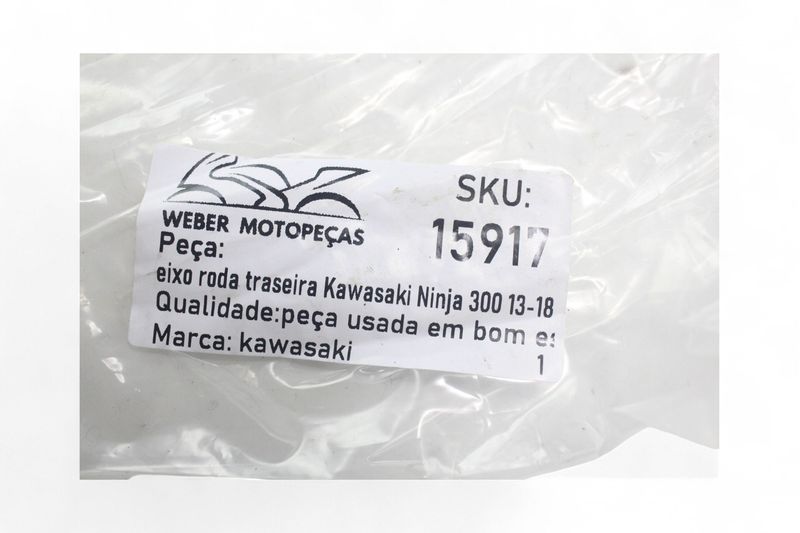 WEBER MOTOPEÇAS
SKU:
15917
Peça:
eixo roda traseira Kawasaki Ninja 300 13-18
Qualidade:peça usada em bom
Marca: kawasaki
1